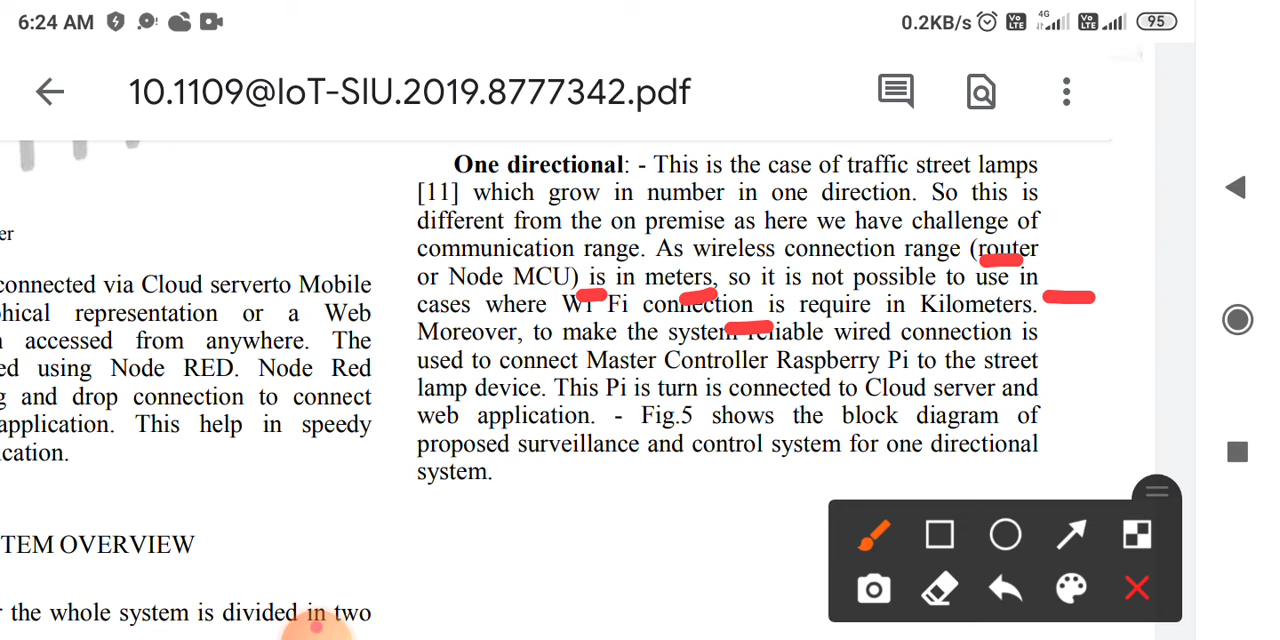 6:24 AM
0.2KB/s Vo LTE 4G Vo LTE 95
10.1109@IoT-SIU.2019.8777342.pdf
er
connected via Cloud serverto Mobile
hical representation or a Web
accessed from anywhere. The
ed using Node RED. Node Red
g and drop connection to connect
application. This help in speedy
ication.
TEM OVERVIEW
r the whole system is divided in two
One directional: - This is the case of traffic street lamps
[11] which grow in number in one direction. So this is
different from the on premise as here we have challenge of
communication range. As wireless connection range (router
or Node MCU) is in meters, so it is not possible to use in
cases where Wi Fi connection is require in Kilometers.
Moreover, to make the system reliable wired connection is
used to connect Master Controller Raspberry Pi to the street
lamp device. This Pi is turn is connected to Cloud server and
web application. - Fig.5 shows the block diagram of
proposed surveillance and control system for one directional
system.